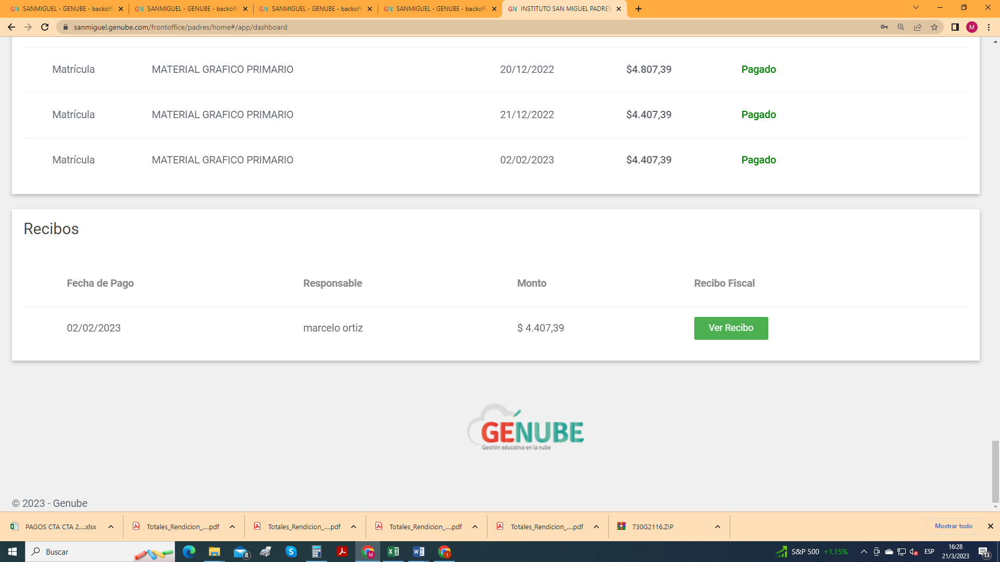 SANMIGUEL - GENUBE - backoffi
SANMIGUEL - GENUBE - backoffi
SANMIGUEL - GENUBE - backoffi
SANMIGUEL - GENUBE - backoffi
INSTITUTO SAN MIGUEL PADRES
sanmiguel.genube.com/frontoffice/padres/home#/app/dashboard
M
Matrícula MATERIAL GRAFICO PRIMARIO 20/12/2022 $4.807,39 Pagado
Matrícula MATERIAL GRAFICO PRIMARIO 21/12/2022 $4.407,39 Pagado
Matrícula MATERIAL GRAFICO PRIMARIO 02/02/2023 $4.407,39 Pagado
Recibos
Fecha de Pago Responsable Monto Recibo Fiscal
02/02/2023 marcelo ortiz $ 4.407,39 Ver Recibo
GENUBE
Gestión educativa en la nube
© 2023 - Genube
PAGOS CTA CTA 2....xlsx
Totales_Rendicion_....pdf
Totales_Rendicion_....pdf
Totales_Rendicion_....pdf
Totales_Rendicion_....pdf
730G2116.ZIP
Mostrar todo
Buscar
8
S&P 500 +1,15%
ESP
16:28
21/3/2023
13